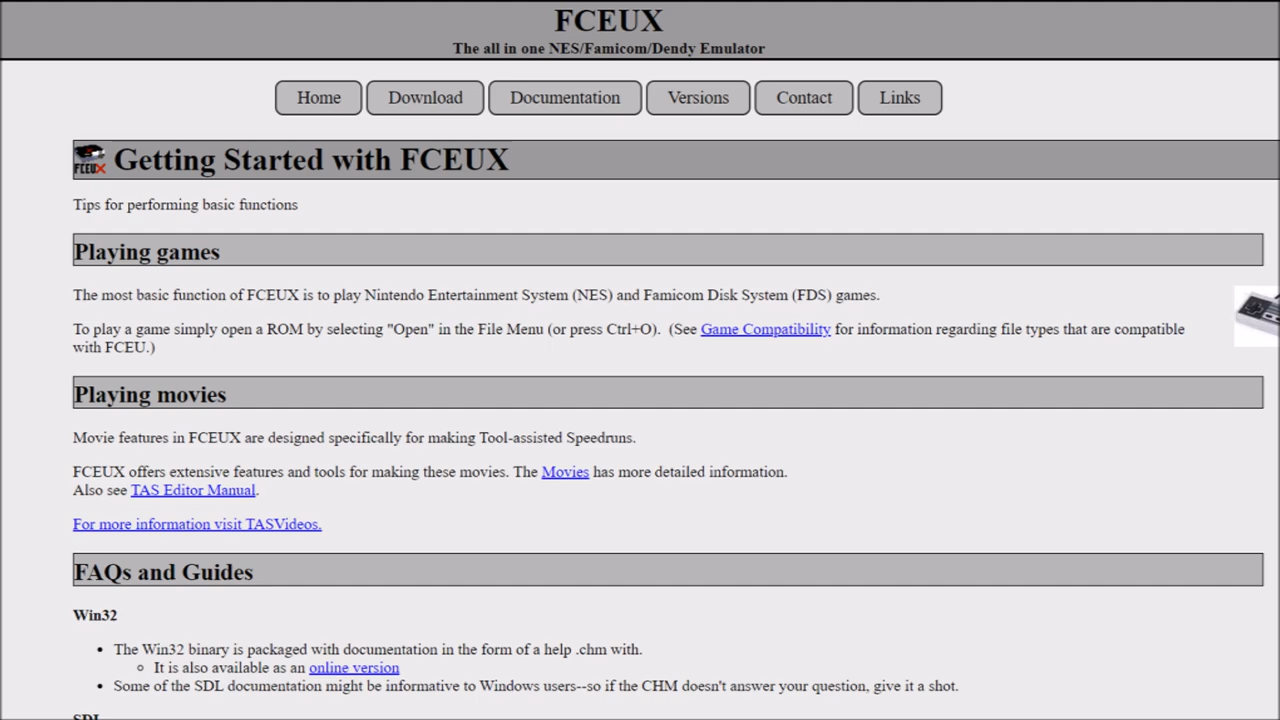 FCEUX
The all in one NES/Famicom/Dendy Emulator
Home Download Documentation Versions Contact Links
FCEUX Getting Started with FCEUX
Tips for performing basic functions
Playing games
The most basic function of FCEUX is to play Nintendo Entertainment System (NES) and Famicom Disk System (FDS) games.
To play a game simply open a ROM by selecting "Open" in the File Menu (or press Ctrl+O). (See Game Compatibility for information regarding file types that are compatible
with FCEU.)
Playing movies
Movie features in FCEUX are designed specifically for making Tool-assisted Speedruns.
FCEUX offers extensive features and tools for making these movies. The Movies has more detailed information.
Also see TAS Editor Manual.
For more information visit TASVideos.
FAQs and Guides
Win32
• The Win32 binary is packaged with documentation in the form of a help .chm with.
○ It is also available as an online version
• Some of the SDL documentation might be informative to Windows users--so if the CHM doesn't answer your question, give it a shot.
SDL